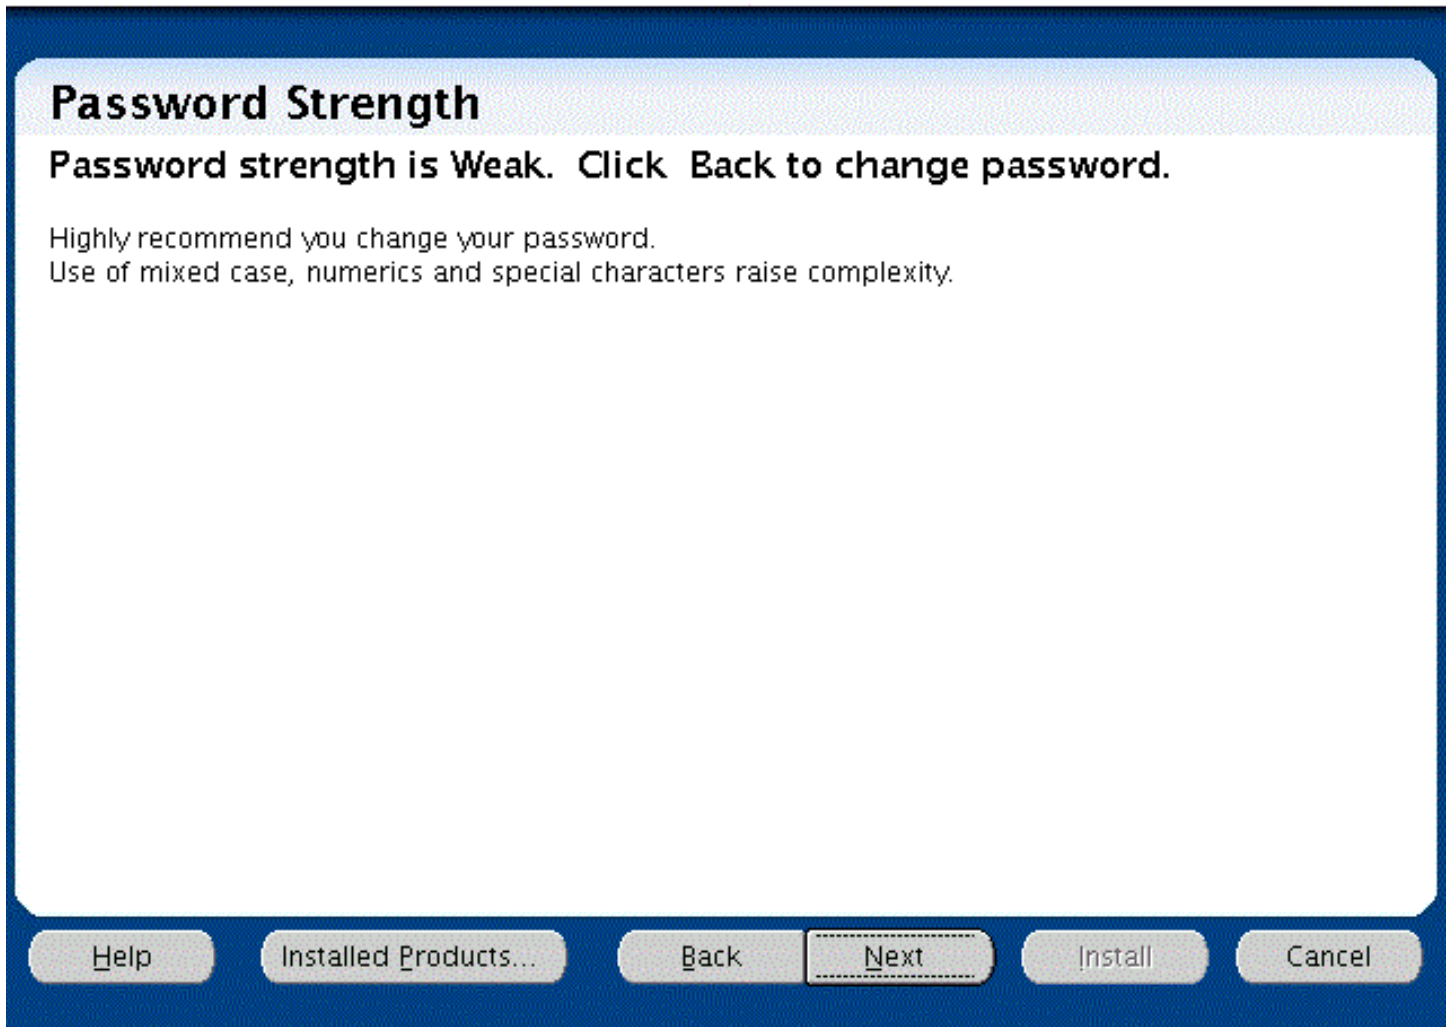 Password Strength
Password strength is Weak.  Click  Back to change password.
Highly recommend you change your password.
Use of mixed case, numerics and special characters raise complexity.
Help
Installed Products...
Back
Next
Install
Cancel